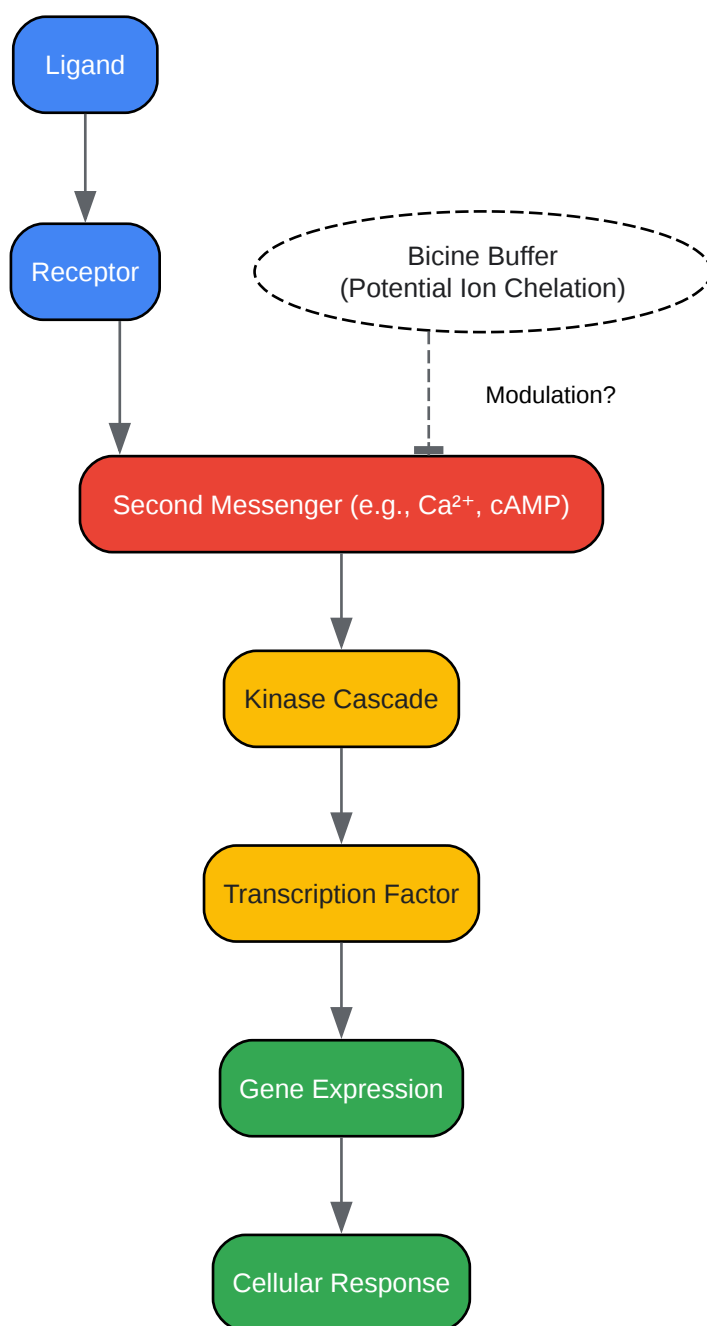 Ligand
Receptor
Bicine Buffer
(Potential Ion Chelation)
Modulation?
Second Messenger (e.g., Ca²⁺, cAMP)
Kinase Cascade
Transcription Factor
Gene Expression
Cellular Response